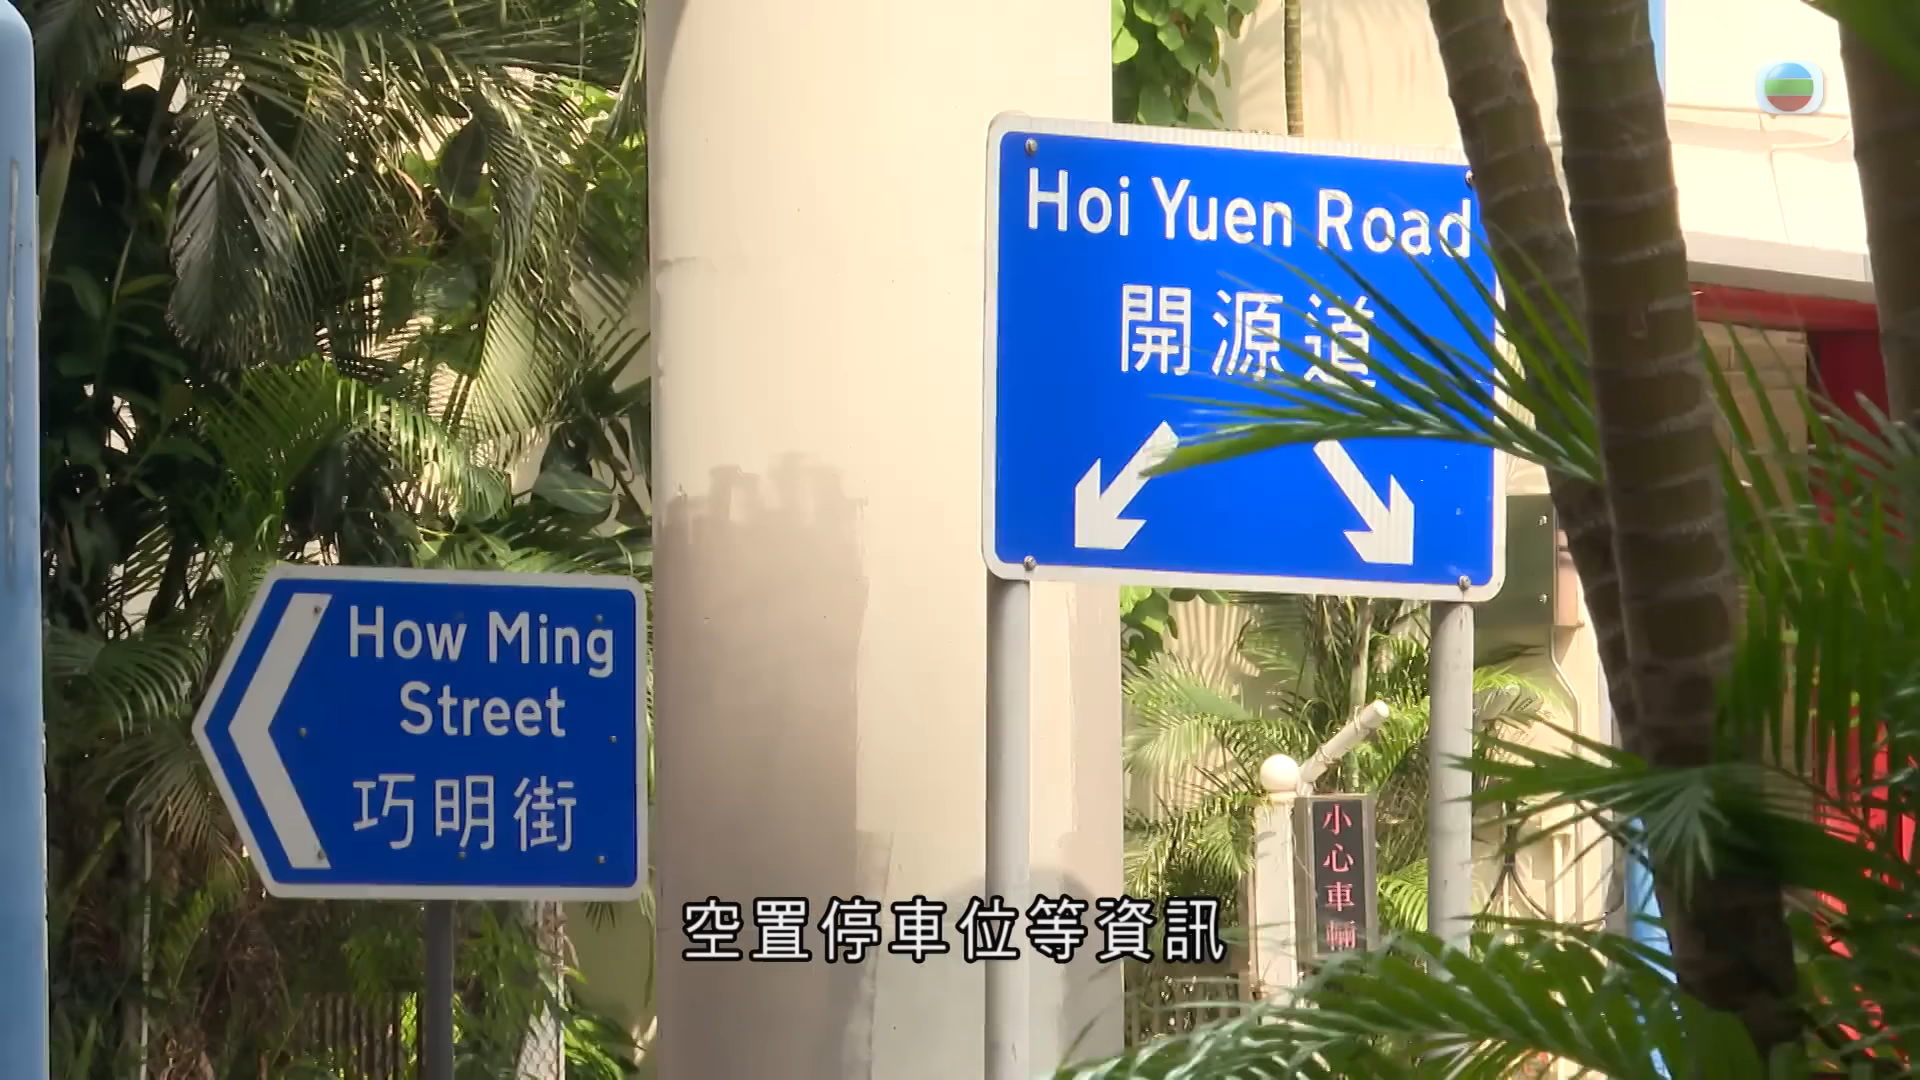 Hoi Yuen Road
開源道
How Ming
Street
巧明街
小心車輛
空置停車位等資訊